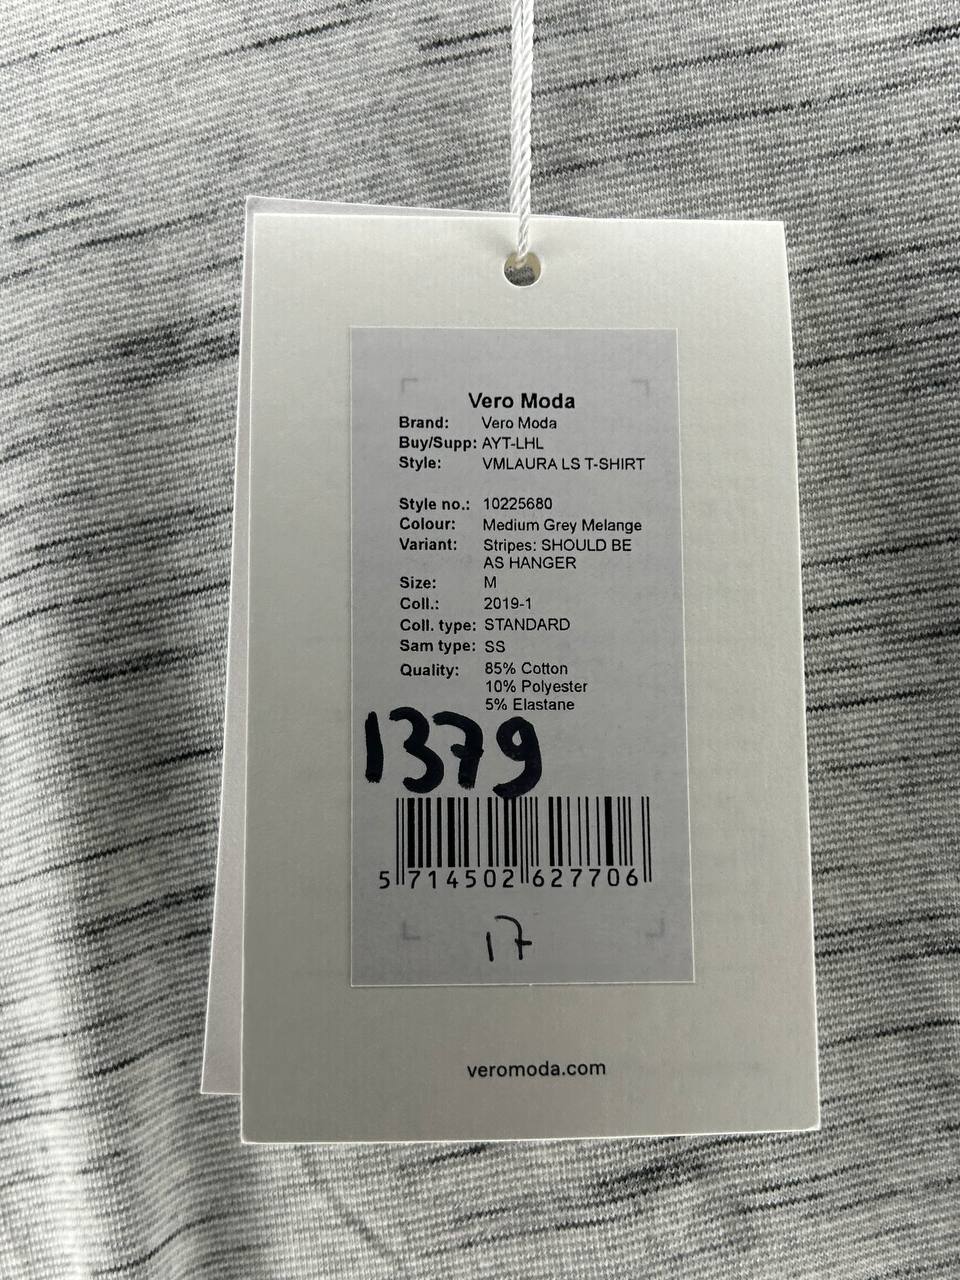 Vero Moda
Brand: Vero Moda
Buy/Supp: AYT-LHL
Style: VMLAURA LS T-SHIRT
Style no.: 10225680
Colour: Medium Grey Melange
Variant: Stripes: SHOULD BE
AS HANGER
Size: M
Coll.: 2019-1
Coll. type: STANDARD
Sam type: SS
Quality: 85% Cotton
10% Polyester
5% Elastane
1379
5 714502 627706
17
veromoda.com